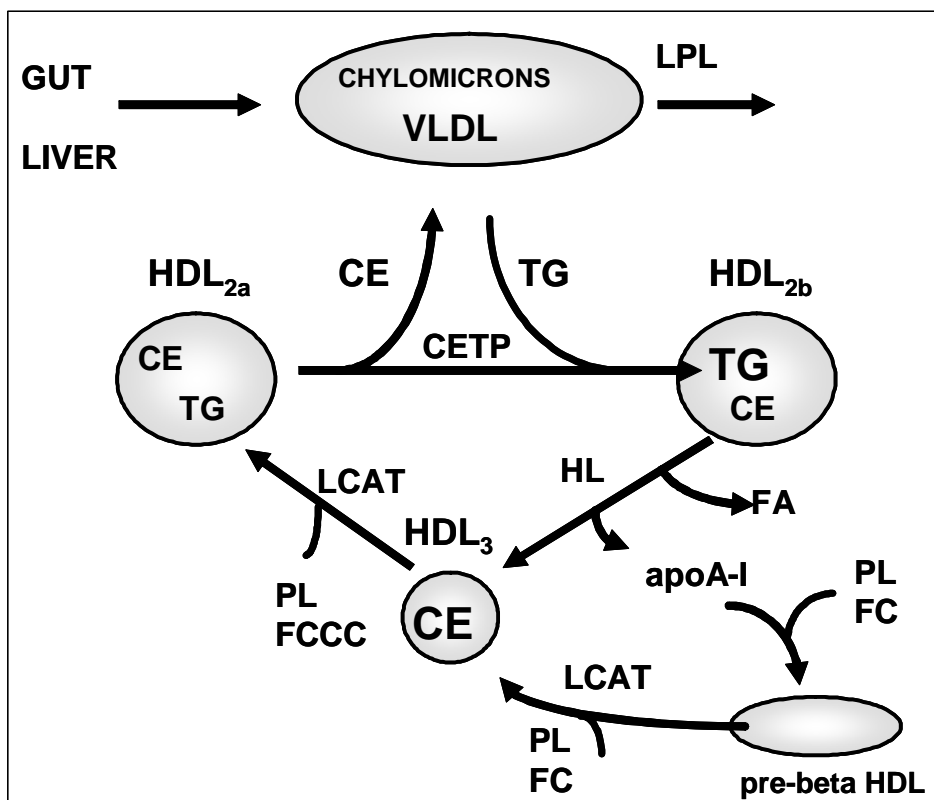 GUT
LIVER
CHYLOMICRONS
VLDL
LPL
HDL2a
CE
TG
HDL2b
CETP
CE
TG
TG
CE
LCAT
HL
FA
HDL3
PL
FCCC
CE
apoA-I
PL
FC
LCAT
PL
FC
pre-beta HDL